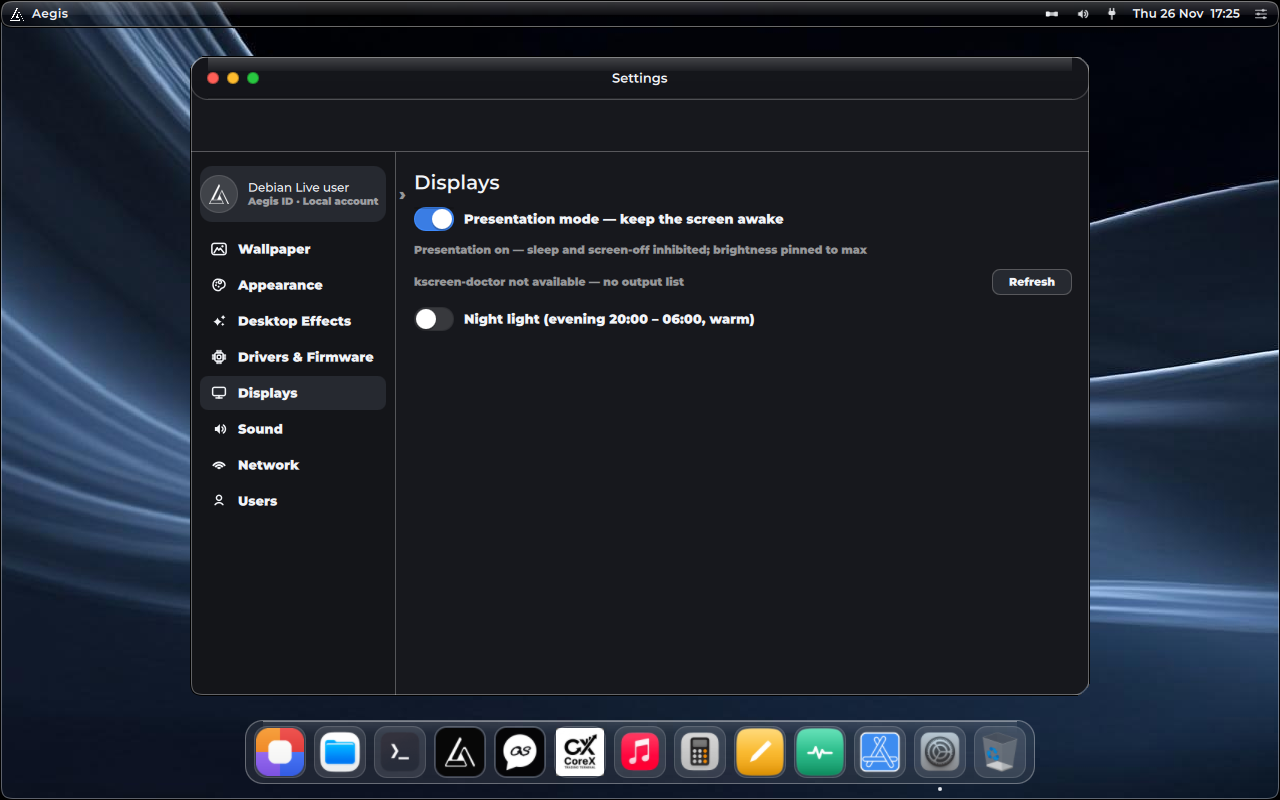 Aegis
Thu 26 Nov 17:25
Settings
Debian Live user
Aegis ID • Local account
Wallpaper
Appearance
Desktop Effects
Drivers & Firmware
Displays
Sound
Network
Users
Displays
Presentation mode — keep the screen awake
Presentation on — sleep and screen-off inhibited; brightness pinned to max
kscreen-doctor not available — no output list
Refresh
Night light (evening 20:00 – 06:00, warm)
as
CX
CoreX